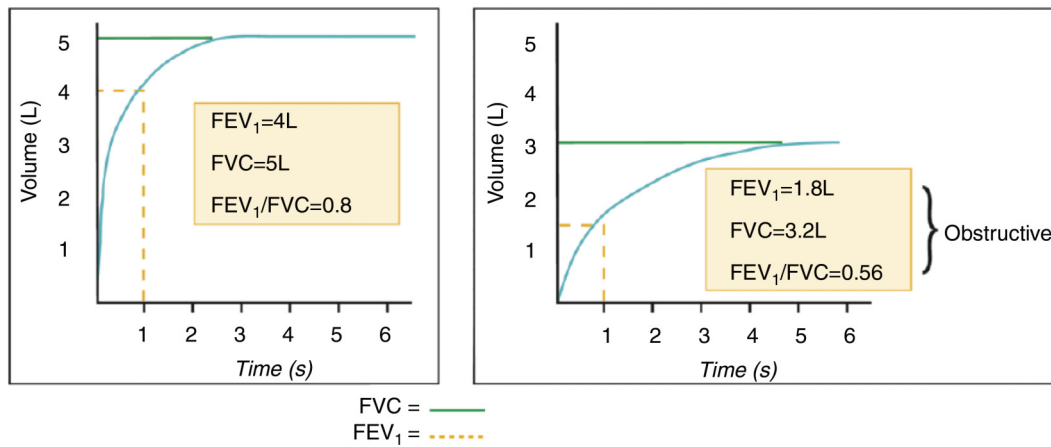 Volume (L)
5
4
3
2
1
FEV₁=4L
FVC=5L
FEV₁/FVC=0.8
1 2 3 4 5 6
Time (s)
Volume (L)
5
4
3
2
1
FEV₁=1.8L
FVC=3.2L
FEV₁/FVC=0.56
Obstructive
1 2 3 4 5 6
Time (s)
FVC =
FEV₁ =